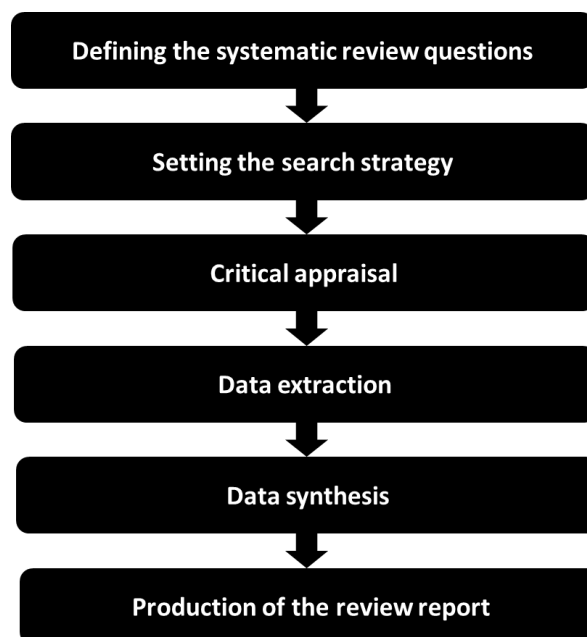 Defining the systematic review questions
Setting the search strategy
Critical appraisal
Data extraction
Data synthesis
Production of the review report